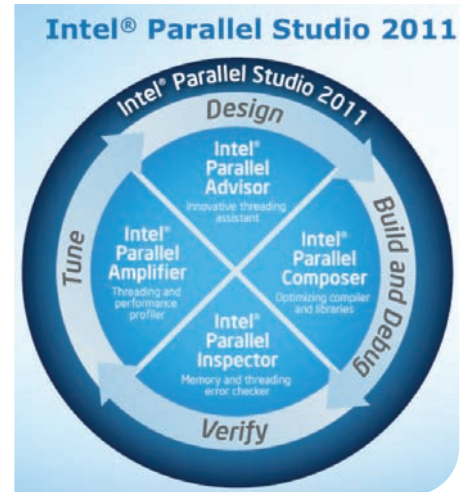 Intel® Parallel Studio 2011
Intel® Parallel Studio 2011
Design
Intel®
Parallel
Advisor
Innovative threading
assistant
Tune
Intel®
Parallel
Amplifier
Threading and
performance
profiler
Intel®
Parallel
Composer
Optimizing compiler
and libraries
Build and Debug
Intel®
Parallel
Inspector
Memory and threading
error checker
Verify